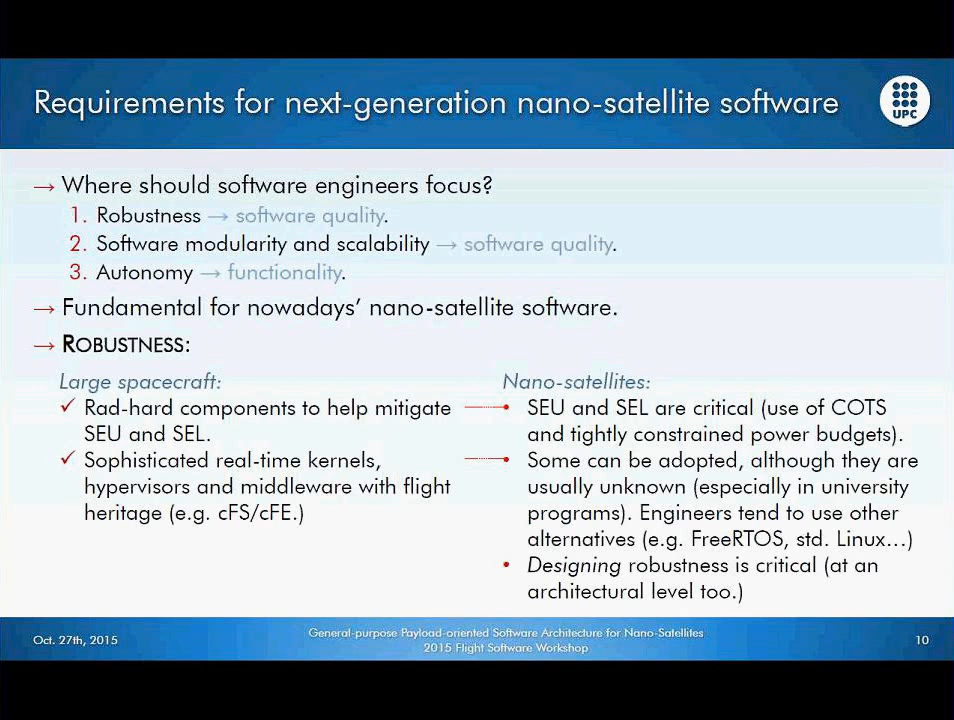 Requirements for next-generation nano-satellite software
UPC
→ Where should software engineers focus?
1. Robustness → software quality.
2. Software modularity and scalability → software quality.
3. Autonomy → functionality.
→ Fundamental for nowadays’ nano-satellite software.
→ ROBUSTNESS:
Large spacecraft:
✓ Rad-hard components to help mitigate
SEU and SEL.
✓ Sophisticated real-time kernels,
hypervisors and middleware with flight
heritage (e.g. cFS/cFE.)
Nano-satellites:
• SEU and SEL are critical (use of COTS
and tightly constrained power budgets).
• Some can be adopted, although they are
usually unknown (especially in university
programs). Engineers tend to use other
alternatives (e.g. FreeRTOS, std. Linux...)
• Designing robustness is critical (at an
architectural level too.)
Oct. 27th, 2015
General-purpose Payload-oriented Software Architecture for Nano-Satellites
2015 Flight Software Workshop
10